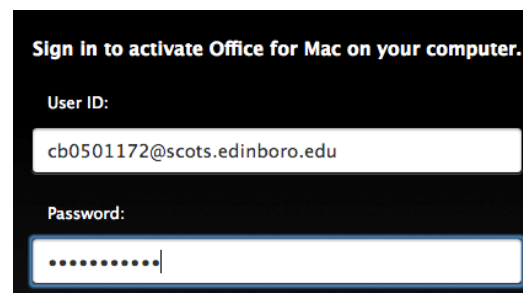 Sign in to activate Office for Mac on your computer.
User ID:
cb0501172@scots.edinboro.edu
Password:
•••••••••••